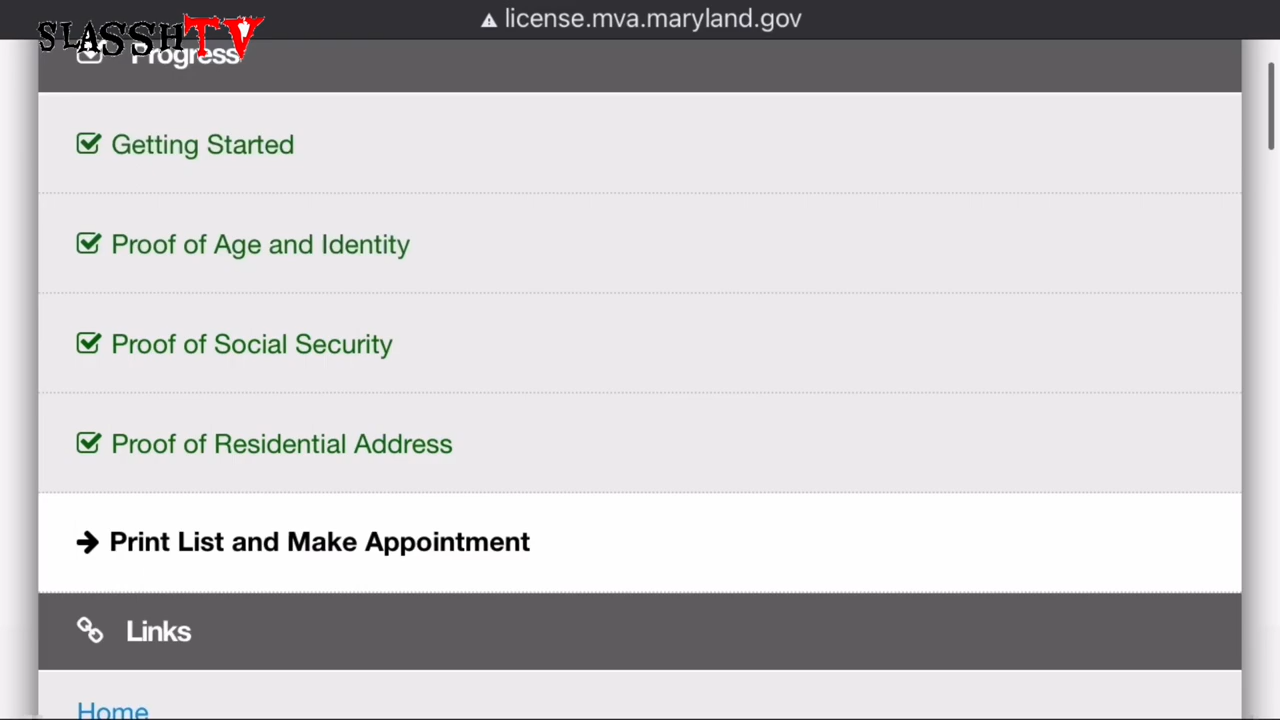 license.mva.maryland.gov
SLASSHTV
Progress
Getting Started
Proof of Age and Identity
Proof of Social Security
Proof of Residential Address
Print List and Make Appointment
Links
Home